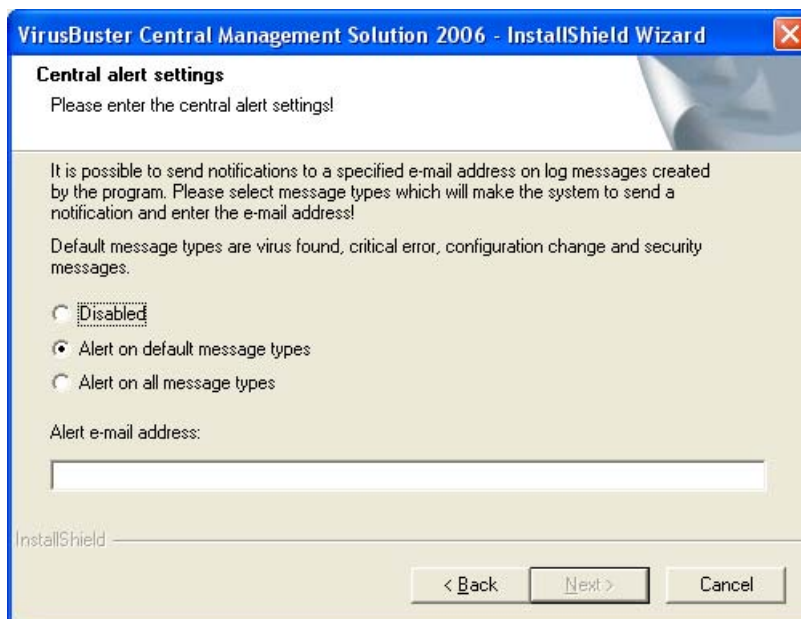 VirusBuster Central Management Solution 2006 - InstallShield Wizard
Central alert settings
Please enter the central alert settings!
It is possible to send notifications to a specified e-mail address on log messages created
by the program. Please select message types which will make the system to send a
notification and enter the e-mail address!
Default message types are virus found, critical error, configuration change and security
messages.
Disabled
Alert on default message types
Alert on all message types
Alert e-mail address:
InstallShield
< Back
Next >
Cancel